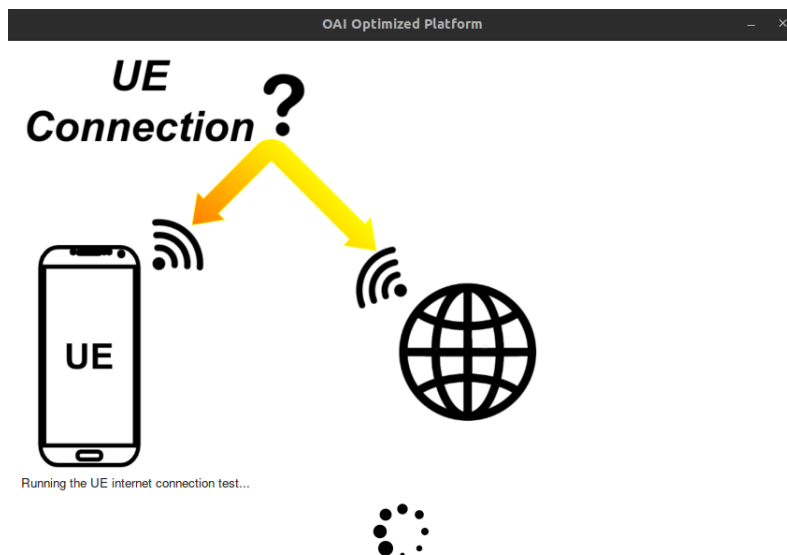 OAI Optimized Platform
UE
Connection ?
UE
Running the UE internet connection test...